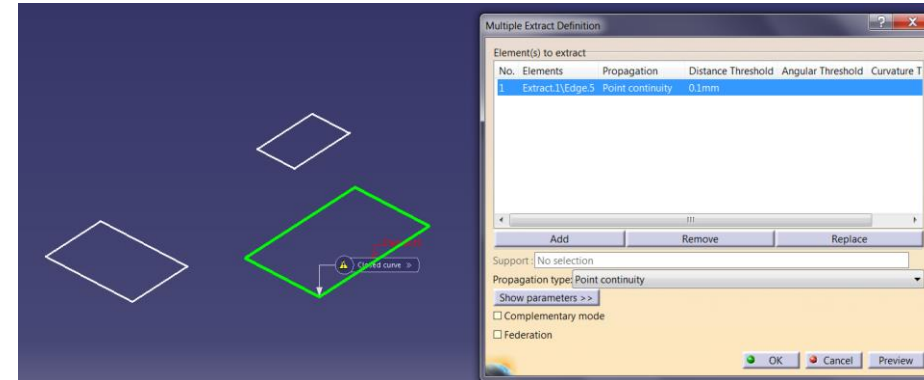 Multiple Extract Definition
? X
Element(s) to extract
No. Elements Propagation Distance Threshold Angular Threshold Curvature T
1 Extract.1\Edge.5 Point continuity 0.1mm
Add Remove Replace
Support: No selection
Propagation type: Point continuity
Show parameters >>
Complementary mode
Federation
OK Cancel Preview
Closed curve >